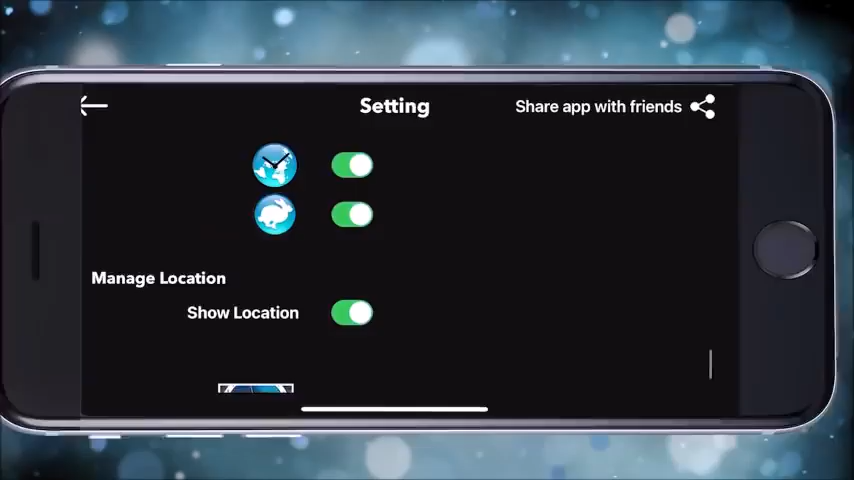 Setting
Share app with friends
Manage Location
Show Location